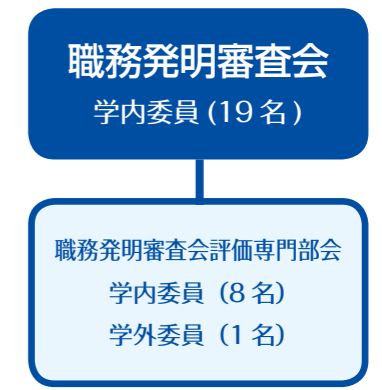 職務発明審査会
学内委員 (19 名 )
職務発明審査会評価専門部会
学内委員（8 名）
学外委員（1 名）